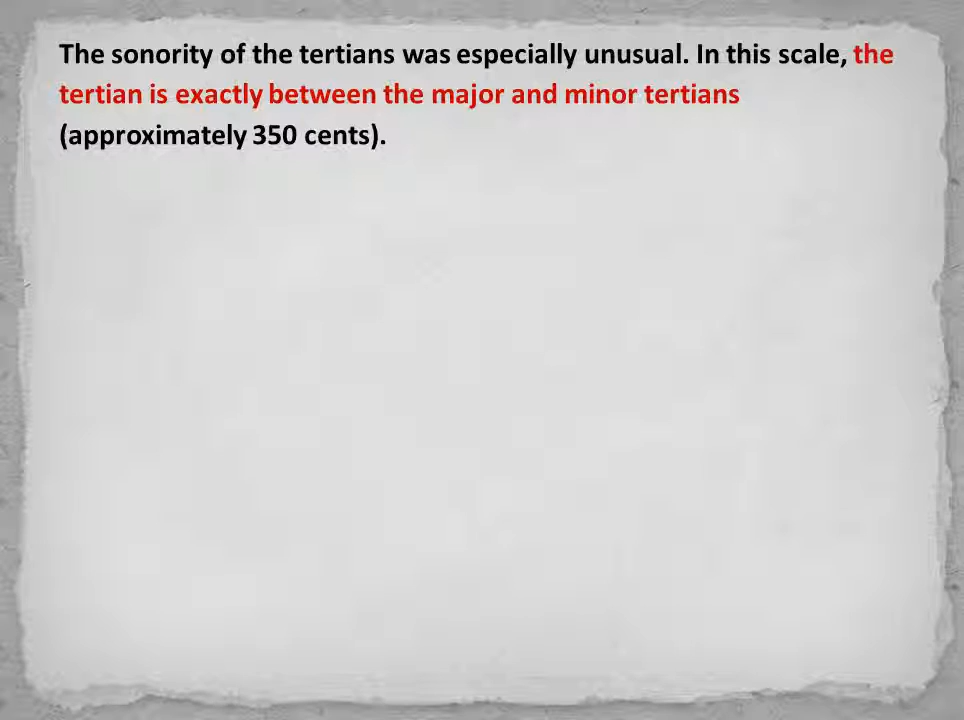 The sonority of the tertians was especially unusual. In this scale, the
tertian is exactly between the major and minor tertians
(approximately 350 cents).